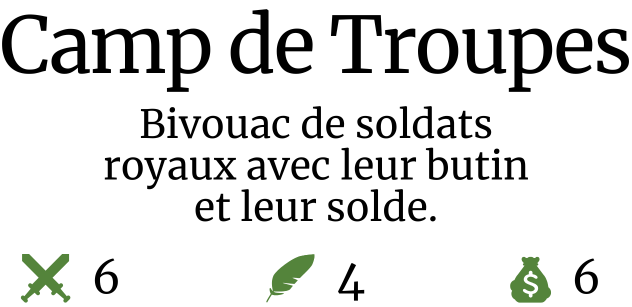 Camp de Troupes
Bivouac de soldats
royaux avec leur butin
et leur solde.
6 4 $ 6